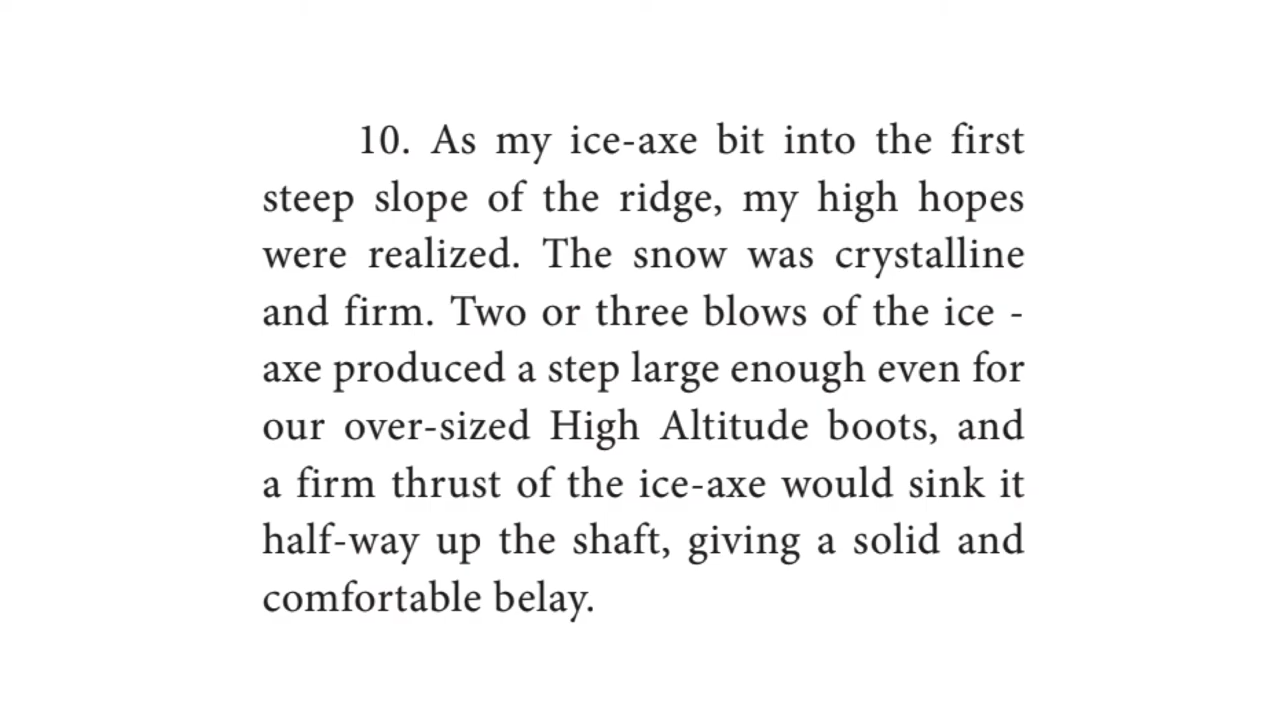 10. As my ice-axe bit into the first
steep slope of the ridge, my high hopes
were realized. The snow was crystalline
and firm. Two or three blows of the ice -
axe produced a step large enough even for
our over-sized High Altitude boots, and
a firm thrust of the ice-axe would sink it
half-way up the shaft, giving a solid and
comfortable belay.